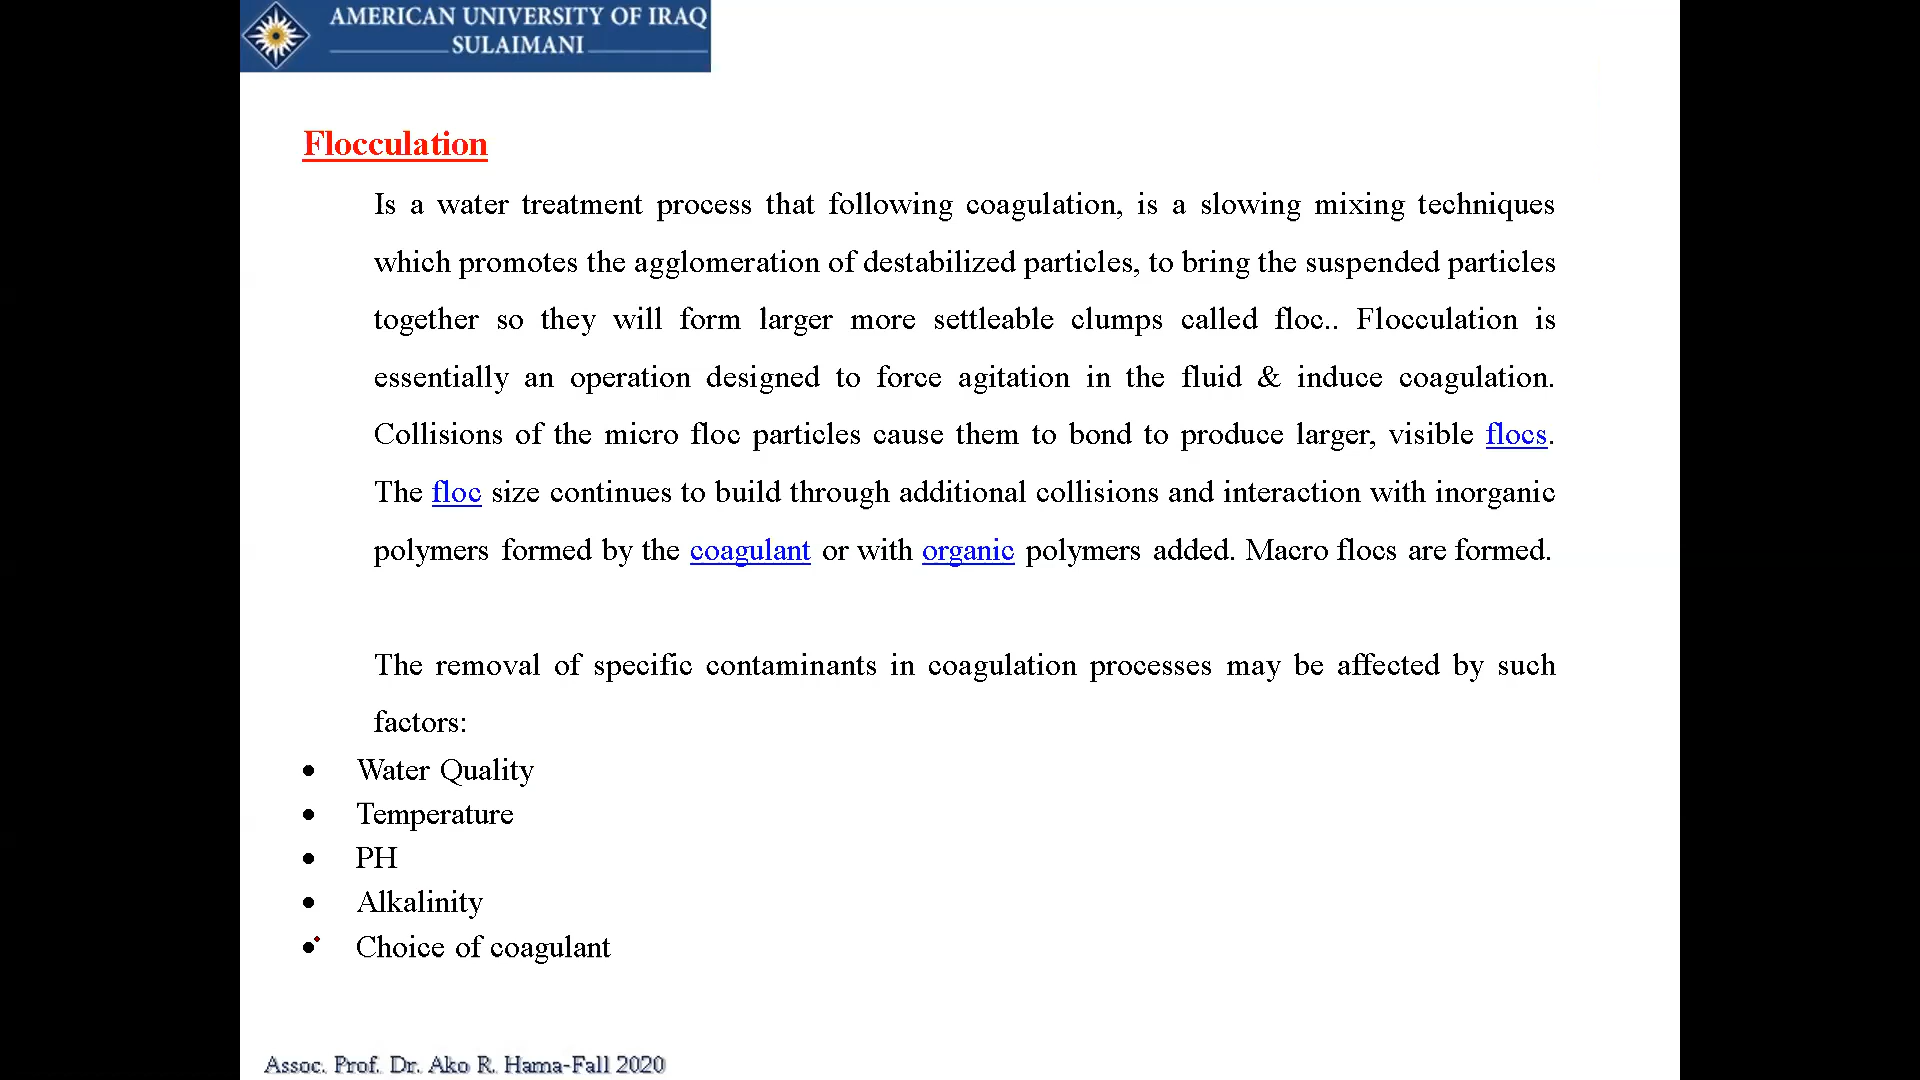 AMERICAN UNIVERSITY OF IRAQ
SULAIMANI
Flocculation
Is a water treatment process that following coagulation, is a slowing mixing techniques
which promotes the agglomeration of destabilized particles, to bring the suspended particles
together so they will form larger more settleable clumps called floc.. Flocculation is
essentially an operation designed to force agitation in the fluid & induce coagulation.
Collisions of the micro floc particles cause them to bond to produce larger, visible flocs.
The floc size continues to build through additional collisions and interaction with inorganic
polymers formed by the coagulant or with organic polymers added. Macro flocs are formed.
The removal of specific contaminants in coagulation processes may be affected by such
factors:
• Water Quality
• Temperature
• PH
• Alkalinity
• Choice of coagulant
Assoc. Prof. Dr. Ako R. Hama-Fall 2020